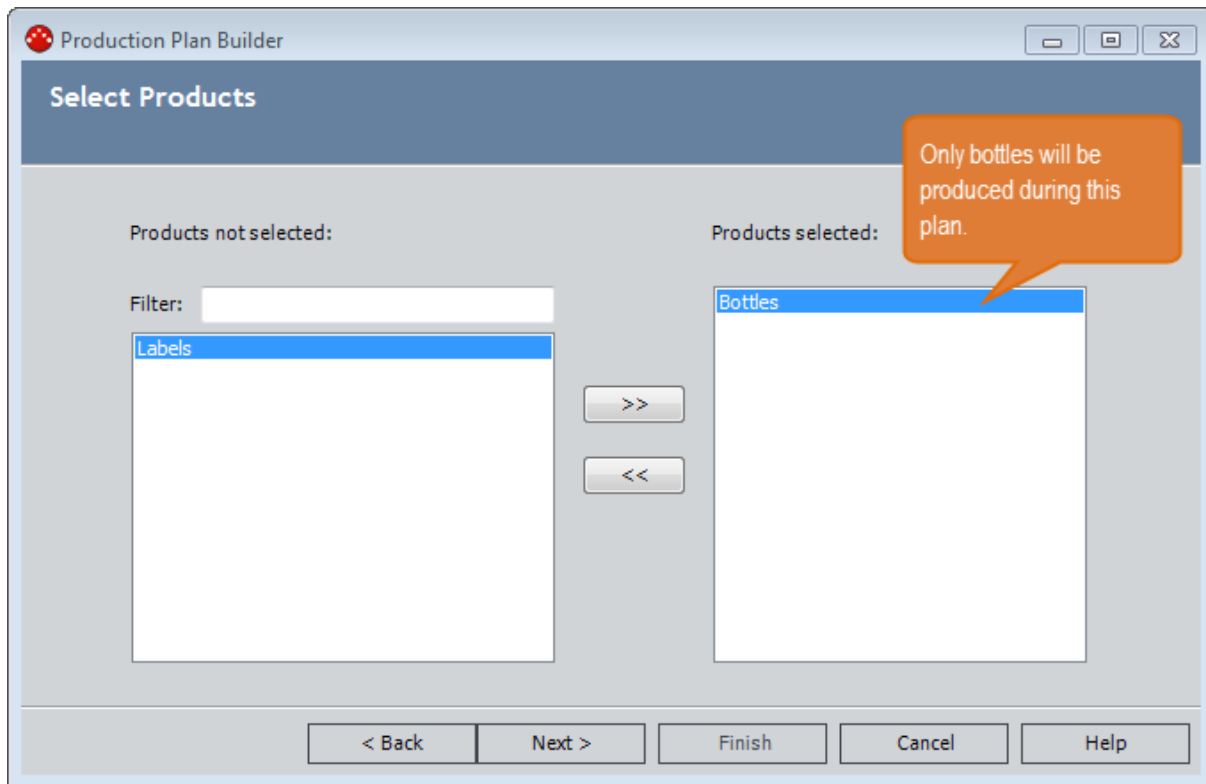 Production Plan Builder
Select Products
Only bottles will be
produced during this
plan.
Products not selected:
Products selected:
Filter:
Bottles
Labels
>>
<<
< Back
Next >
Finish
Cancel
Help